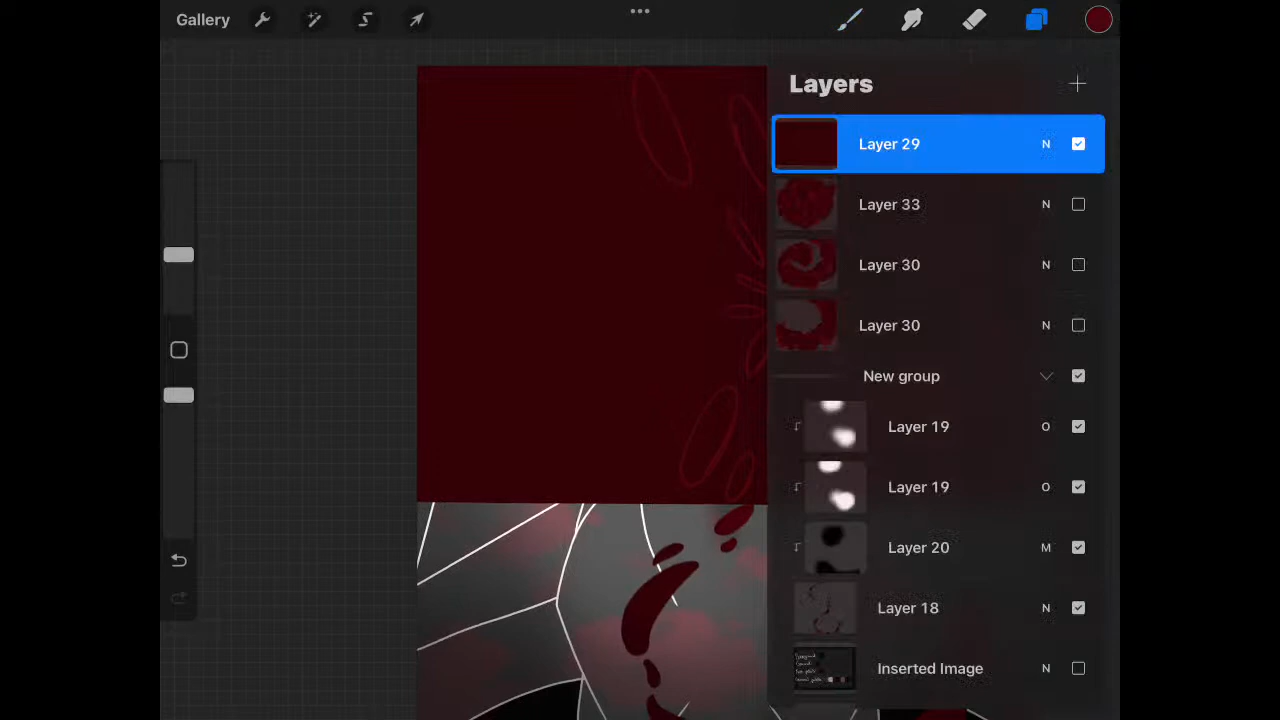 Gallery
Layers
Layer 29 N
Layer 33 N
Layer 30 N
Layer 30 N
New group
Layer 19 O
Layer 19 O
Layer 20 M
Layer 18 N
Inserted Image N